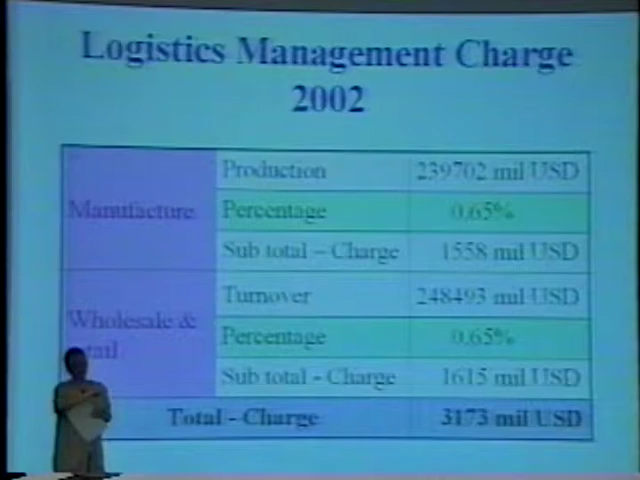 Logistics Management Charge
2002
Manufacture
Production 239702 mil USD
Percentage 0.65%
Sub total – Charge 1558 mil USD
Wholesale &
Turnover 248493 mil USD
Percentage 0.65%
Sub total - Charge 1615 mil USD
Total - Charge 3173 mil USD